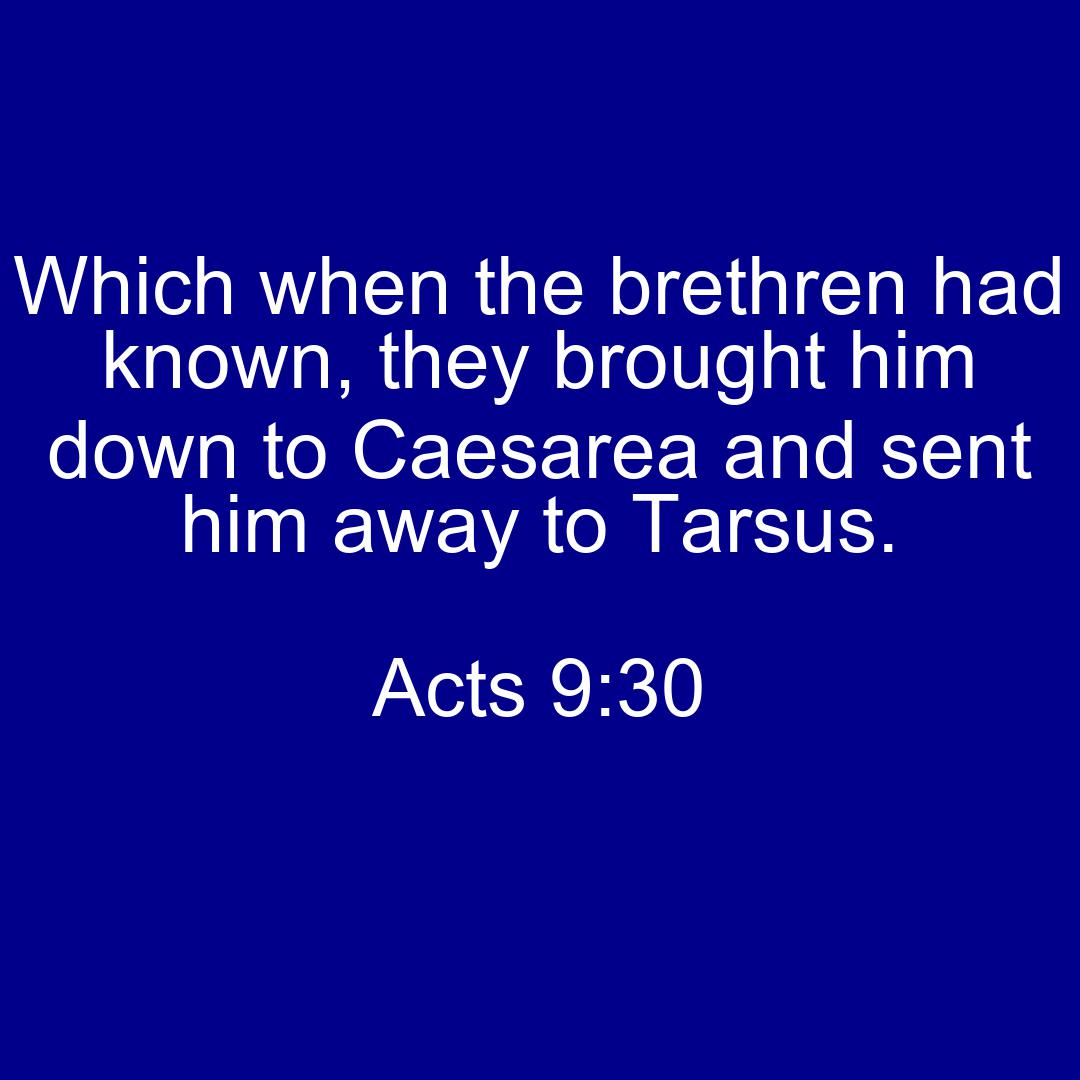 Which when the brethren had
known, they brought him
down to Caesarea and sent
him away to Tarsus.
Acts 9:30